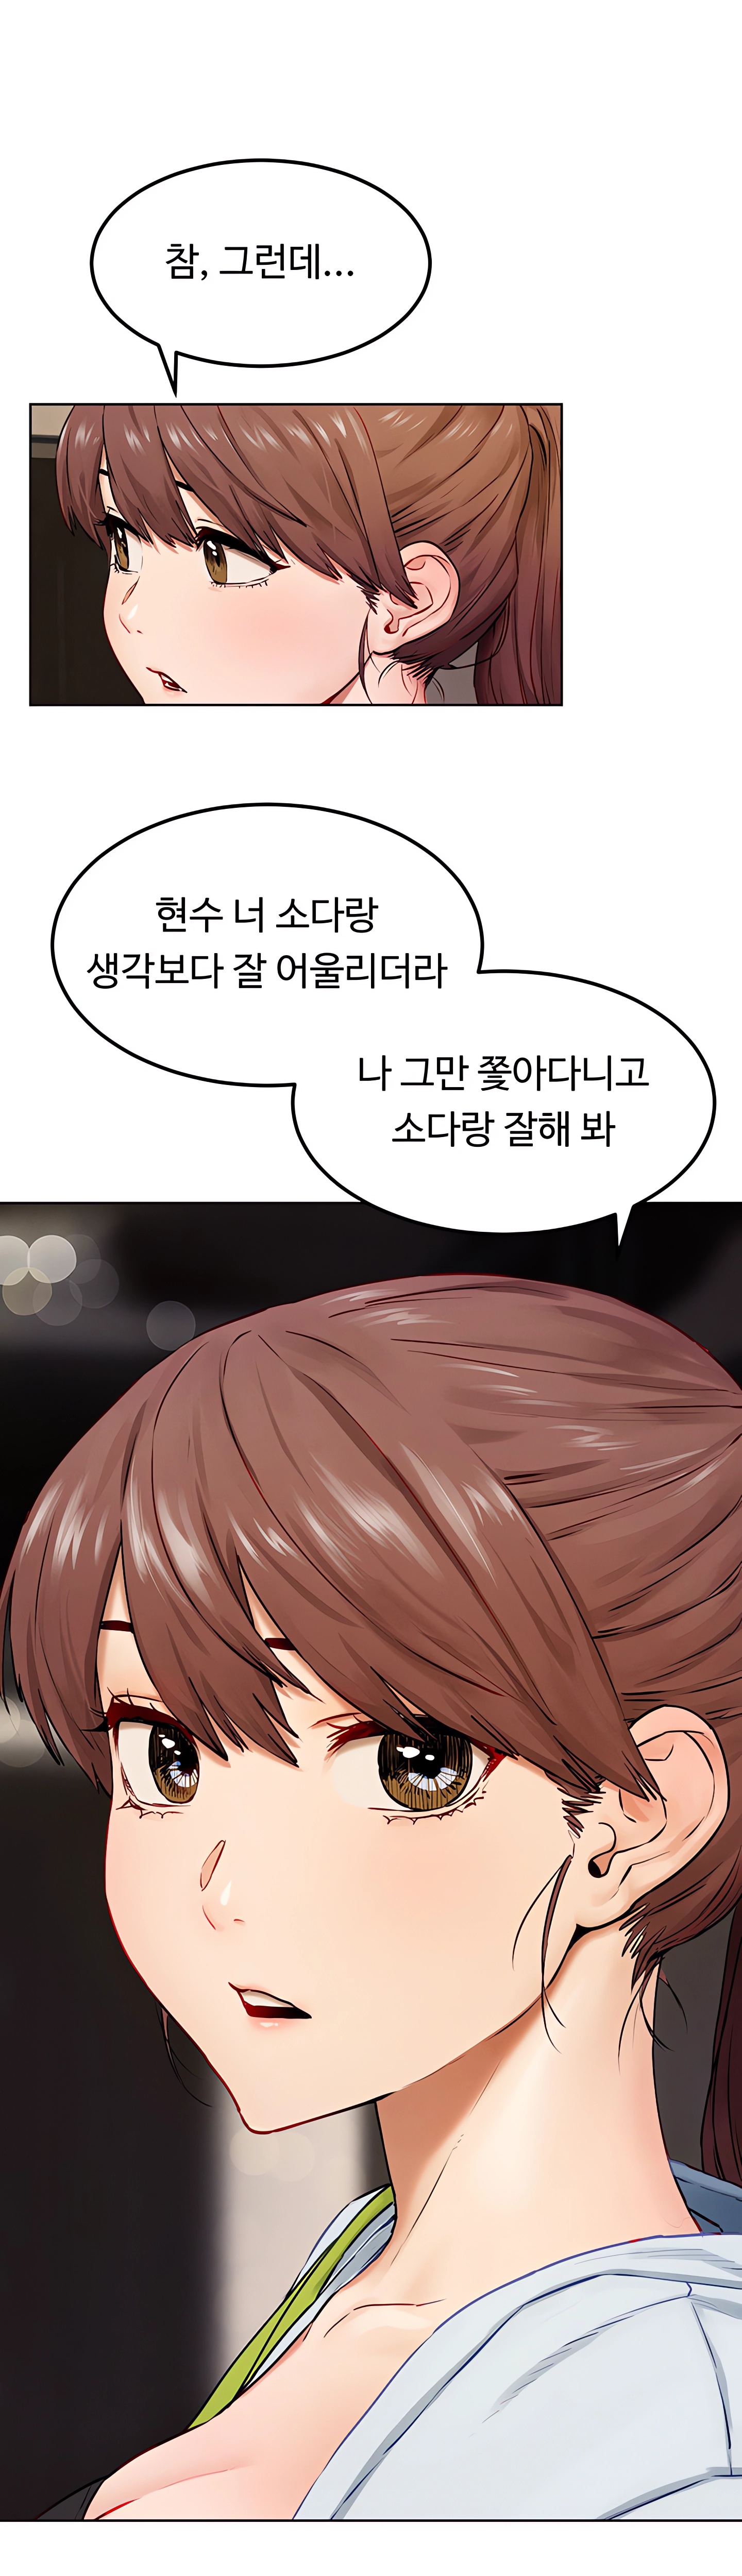 참, 그런데...
현수 너 소다랑
생각보다 잘 어울리더라
나 그만 쫓아다니고
소다랑 잘해 봐